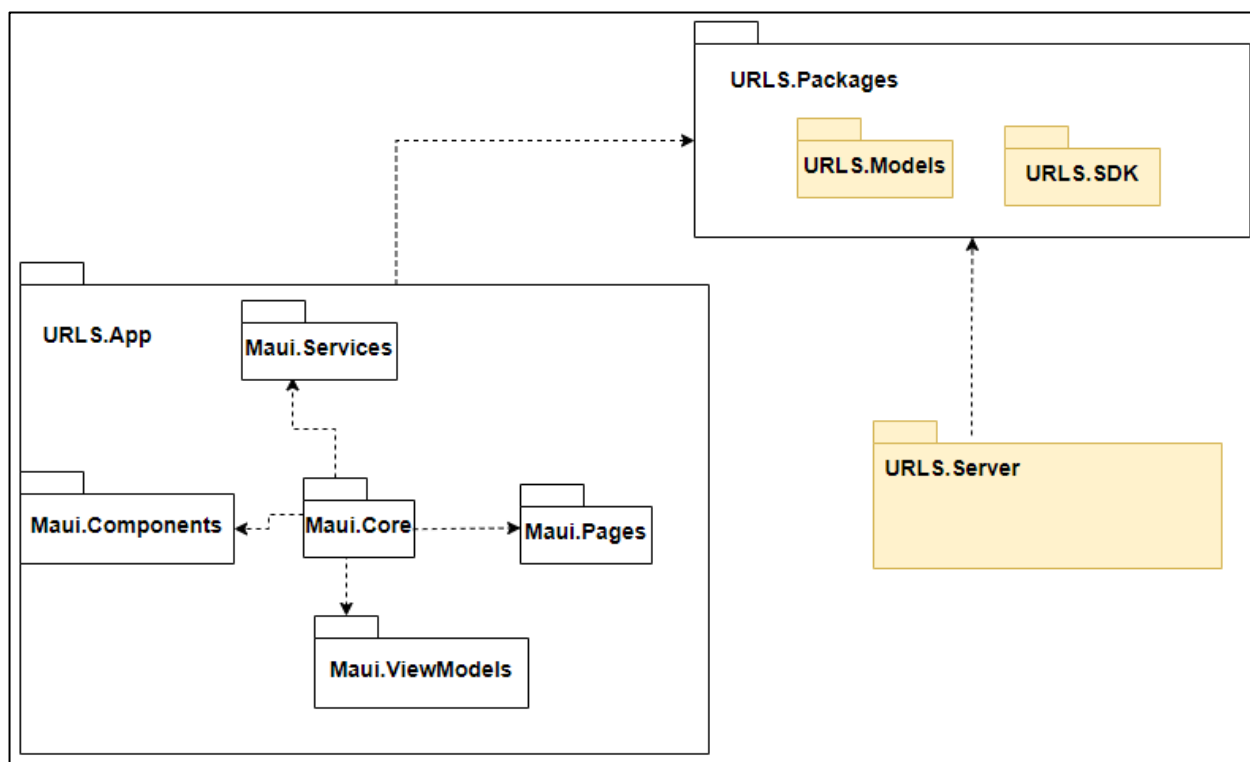 URLS.Packages
URLS.Models
URLS.SDK
URLS.App
Maui.Services
URLS.Server
Maui.Components
Maui.Core
Maui.Pages
Maui.ViewModels